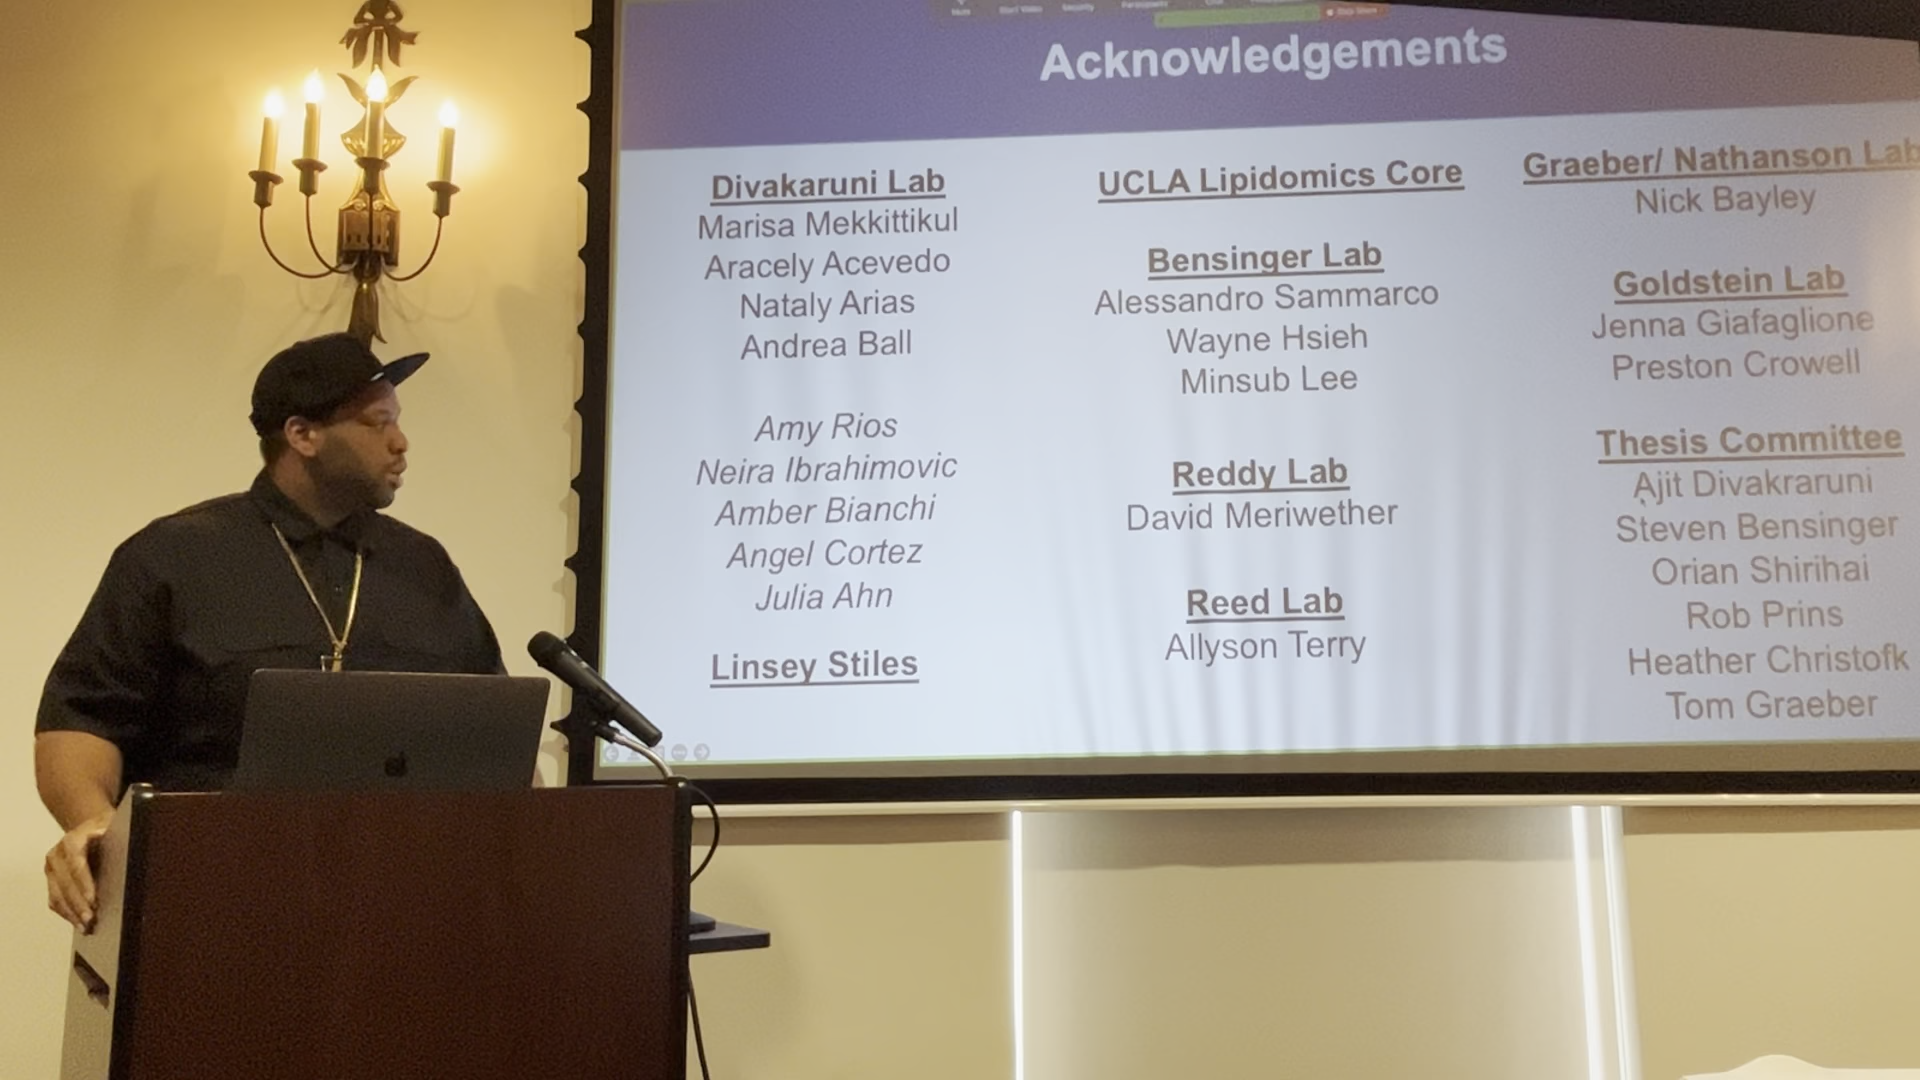 Acknowledgements
Divakaruni Lab
Marisa Mekkittikul
Aracely Acevedo
Nataly Arias
Andrea Ball
Amy Rios
Neira Ibrahimovic
Amber Bianchi
Angel Cortez
Julia Ahn
Linsey Stiles
UCLA Lipidomics Core
Bensinger Lab
Alessandro Sammarco
Wayne Hsieh
Minsub Lee
Reddy Lab
David Meriwether
Reed Lab
Allyson Terry
Graeber/ Nathanson Lab
Nick Bayley
Goldstein Lab
Jenna Giafaglione
Preston Crowell
Thesis Committee
Ajit Divakraruni
Steven Bensinger
Orian Shirihai
Rob Prins
Heather Christofk
Tom Graeber